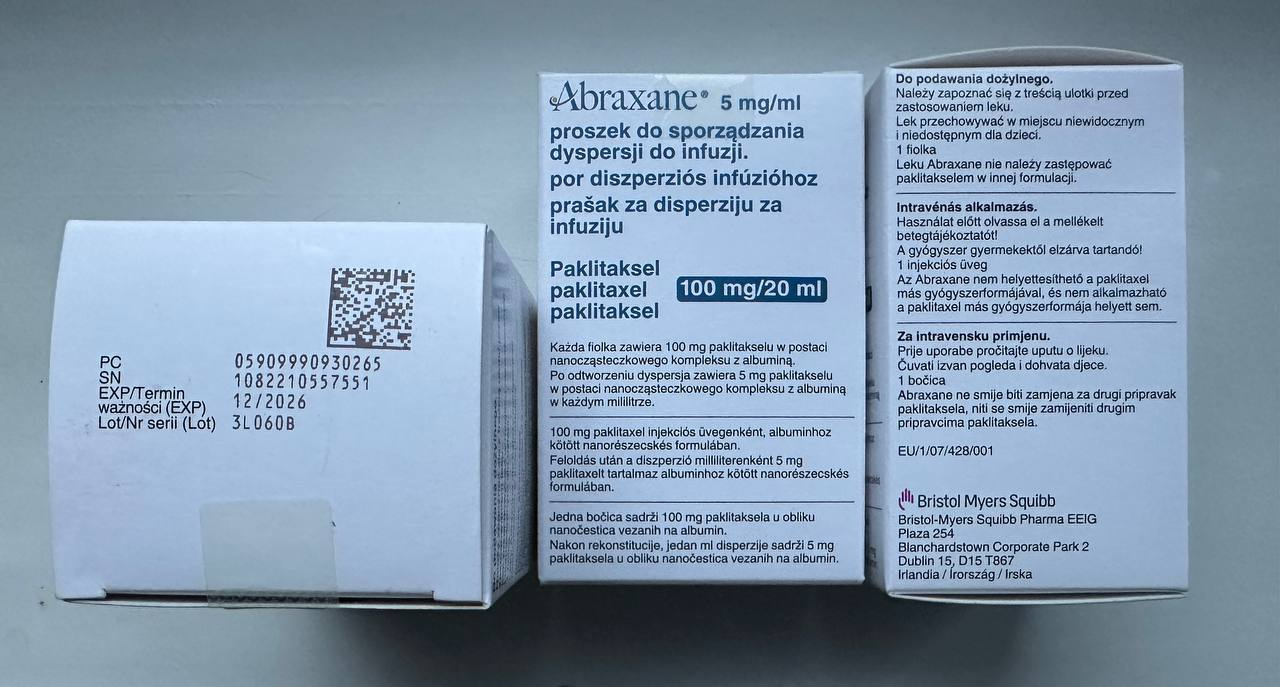 PC 05909990930265
SN 1082210557551
EXP/Termin
ważności (EXP) 12/2026
Lot/Nr serii (Lot) 3L060B
Abraxane® 5 mg/ml
proszek do sporządzania
dyspersji do infuzji.
por diszperziós infúzióhoz
prašak za disperziju za
infuziju
Paklitaksel
paklitaxel
paklitaksel
100 mg/20 ml
Każda fiolka zawiera 100 mg paklitakselu w postaci
nanocząsteczkowego kompleksu z albuminą.
Po odtworzeniu dyspersja zawiera 5 mg paklitakselu
w postaci nanocząsteczkowego kompleksu z albuminą
w każdym mililitrze.
100 mg paklitaxel injekciós üvegenként, albuminhoz
kötött nanorészecskés formulában.
Feloldás után a diszperzió milliliterenként 5 mg
paklitaxelt tartalmaz albuminhoz kötött nanorészecskés
formulában.
Jedna bočica sadrži 100 mg paklitaksela u obliku
nanočestica vezanih na albumin.
Nakon rekonstitucije, jedan ml disperzije sadrži 5 mg
paklitaksela u obliku nanočestica vezanih na albumin.
Do podawania dożylnego.
Należy zapoznać się z treścią ulotki przed
zastosowaniem leku.
Lek przechowywać w miejscu niewidocznym
i niedostępnym dla dzieci.
1 fiolka
Leku Abraxane nie należy zastępować
paklitakselem w innej formulacji.
Intravénás alkalmazás.
Használat előtt olvassa el a mellékelt
betegtájékoztatót!
A gyógyszer gyermekektől elzárva tartandó!
1 injekciós üveg
Az Abraxane nem helyettesíthető a paklitaxel
más gyógyszerformájával, és nem alkalmazható
a paklitaxel más gyógyszerformája helyett sem.
Za intravensku primjenu.
Prije uporabe pročitajte uputu o lijeku.
Čuvati izvan pogleda i dohvata djece.
1 bočica
Abraxane ne smije biti zamjena za drugi pripravak
paklitaksela, niti se smije zamijeniti drugim
pripravcima paklitaksela.
EU/1/07/428/001
Bristol Myers Squibb
Bristol-Myers Squibb Pharma EEIG
Plaza 254
Blanchardstown Corporate Park 2
Dublin 15, D15 T867
Irlandia / Írország / Irska